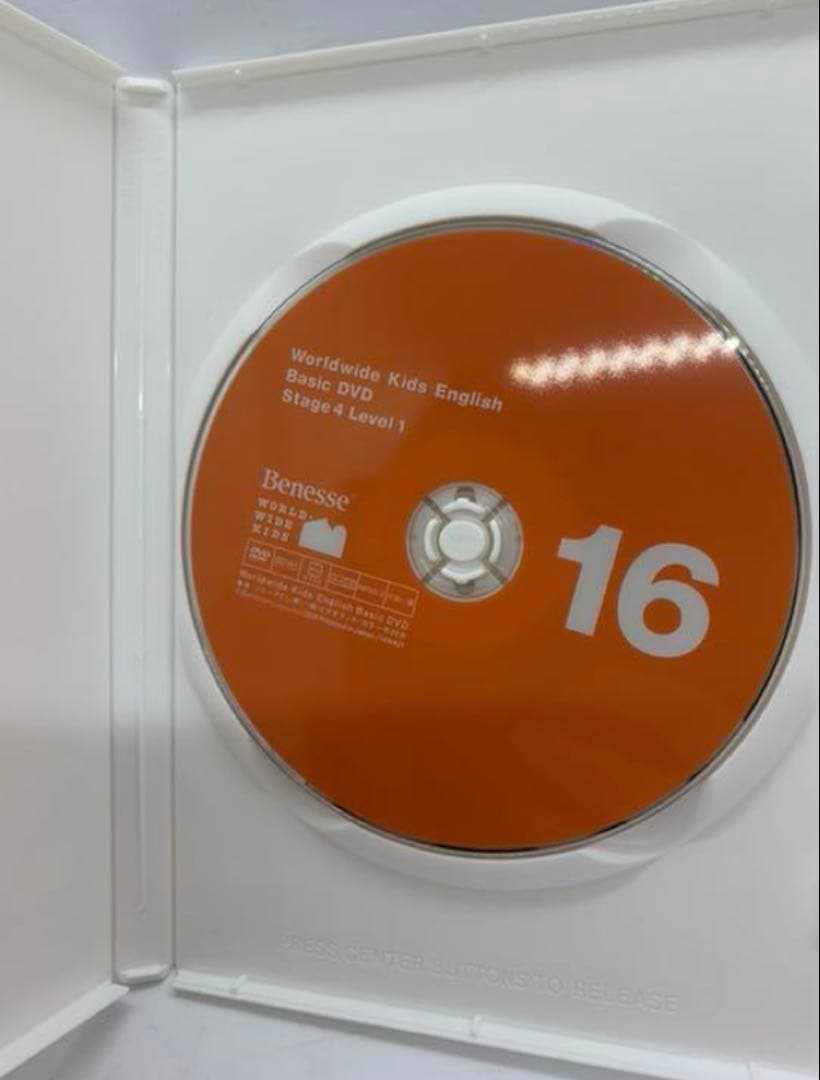 Worldwide Kids English
Basic DVD
Stage 4 Level 1
Benesse®
WORLD
WIDE
KIDS
DVD
16
Worldwide Kids English Basic DVD
PRESS CENTER BUTTONS TO RELEASE